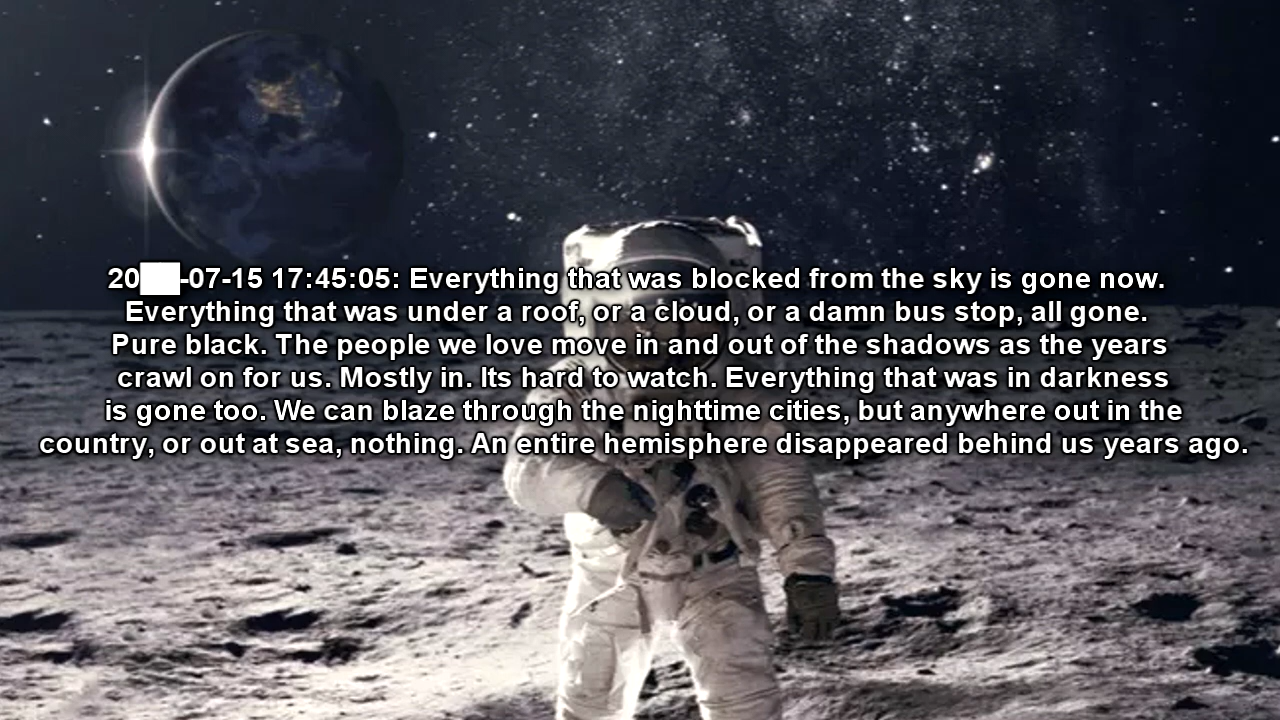 20██-07-15 17:45:05: Everything that was blocked from the sky is gone now.
Everything that was under a roof, or a cloud, or a damn bus stop, all gone.
Pure black. The people we love move in and out of the shadows as the years
crawl on for us. Mostly in. Its hard to watch. Everything that was in darkness
is gone too. We can blaze through the nighttime cities, but anywhere out in the
country, or out at sea, nothing. An entire hemisphere disappeared behind us years ago.